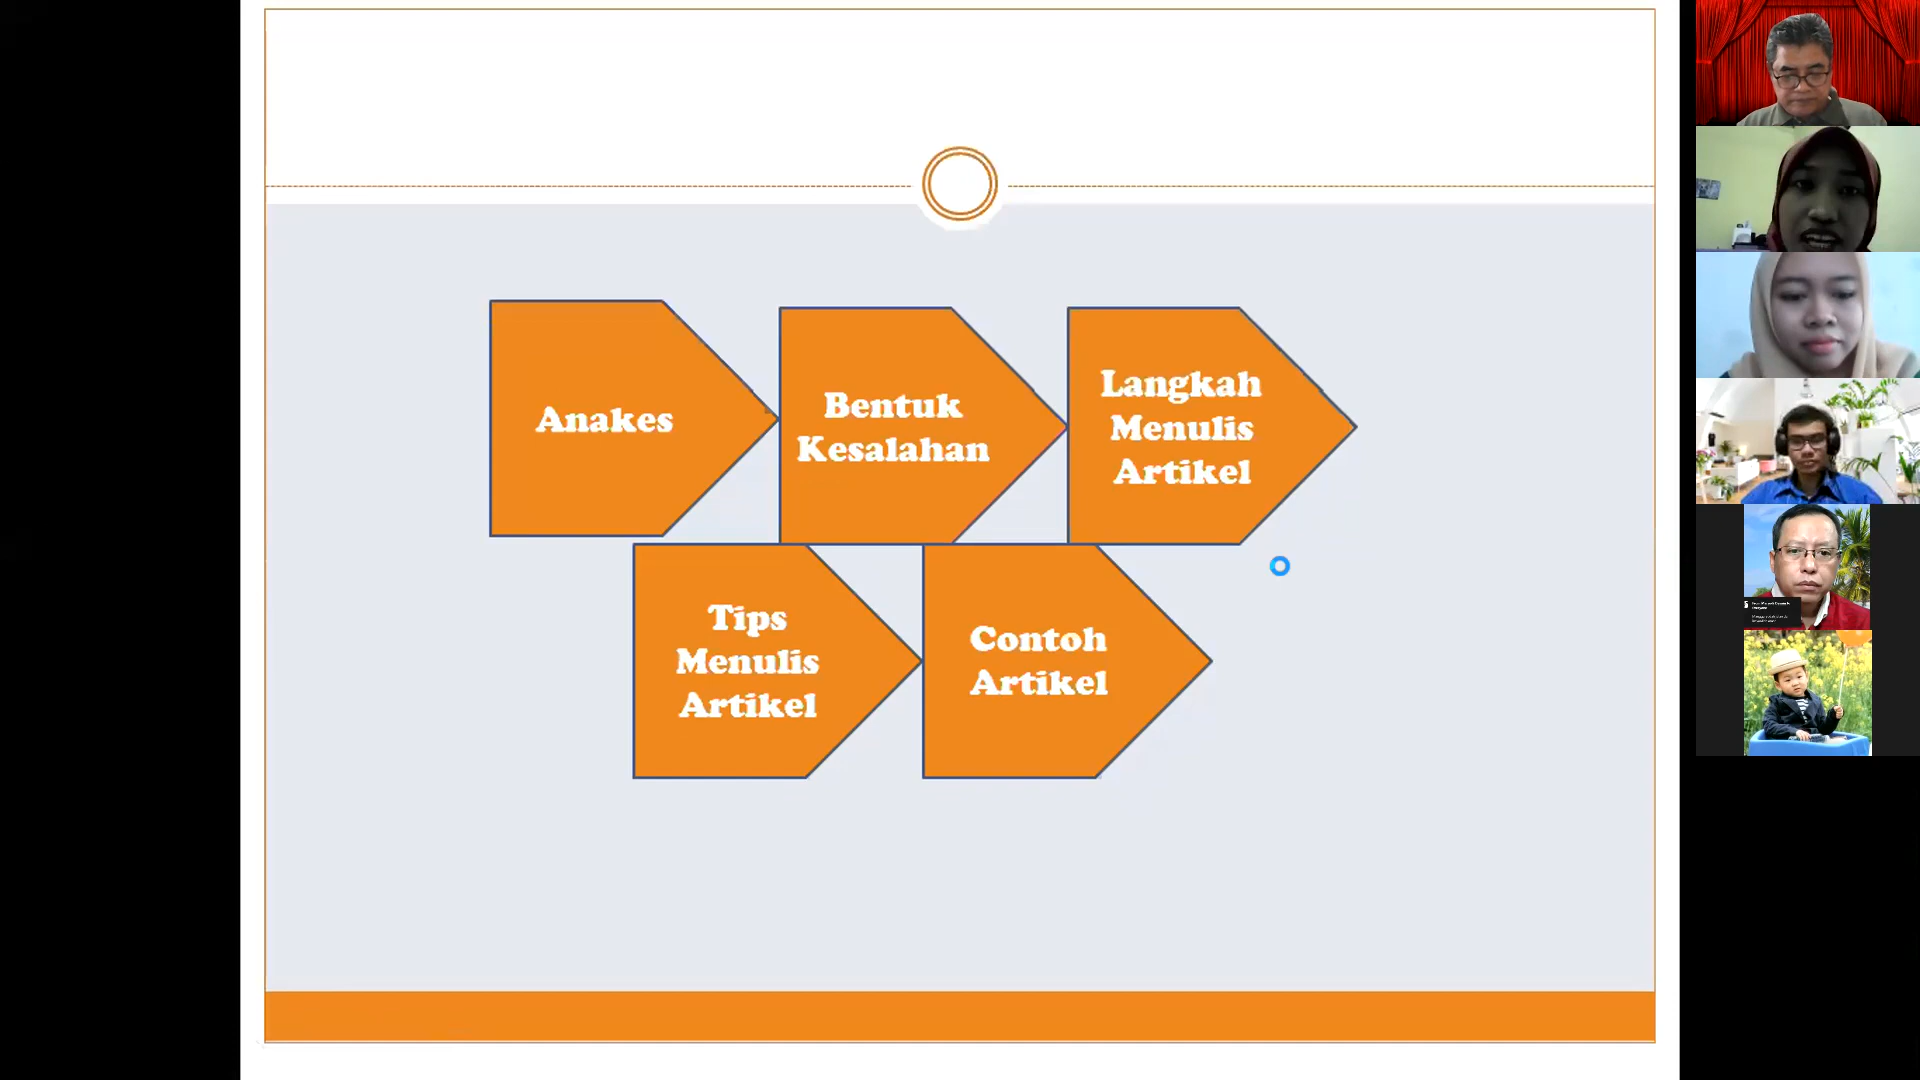 Anakes
Bentuk
Kesalahan
Langkah
Menulis
Artikel
Tips
Menulis
Artikel
Contoh
Artikel